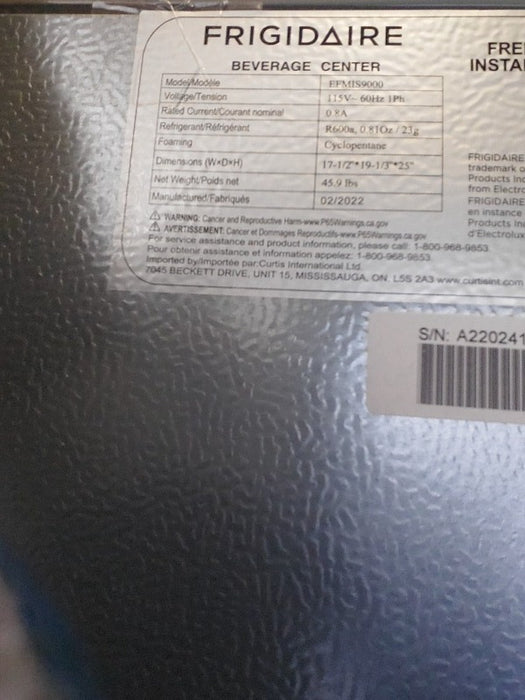 FRIGIDAIRE
BEVERAGE CENTER
Model/Modèle EFMIS9000
Voltage/Tension 115V~ 60Hz 1Ph
Rated Current/Courant nominal 0.8A
Refrigerant/Réfrigérant R600a, 0.81Oz / 23g
Foaming Cyclopentane
Dimensions (W×D×H) 17-1/2"*19-1/3"*25"
Net Weight/Poids net 45.9 lbs
Manufactured/Fabriqués 02/2022
WARNING: Cancer and Reproductive Harm-www.P65Warnings.ca.gov
AVERTISSEMENT: Cancer et Dommages Reproductifs-www.P65Warnings.ca.gov
For service assistance and product information, please call: 1-800-968-9853.
Pour obtenir assistance et information appelez: 1-800-968-9853.
Imported by/Importée par:Curtis International Ltd.
7045 BECKETT DRIVE, UNIT 15, MISSISSAUGA, ON, L5S 2A3 www.curtisint.com
FRE
INSTA
FRIGIDAIRE
trademark o
Products Inc
from Electro
FRIGIDAIRE
en instance
Products Inc
d'Electrolux
S/N: A220241